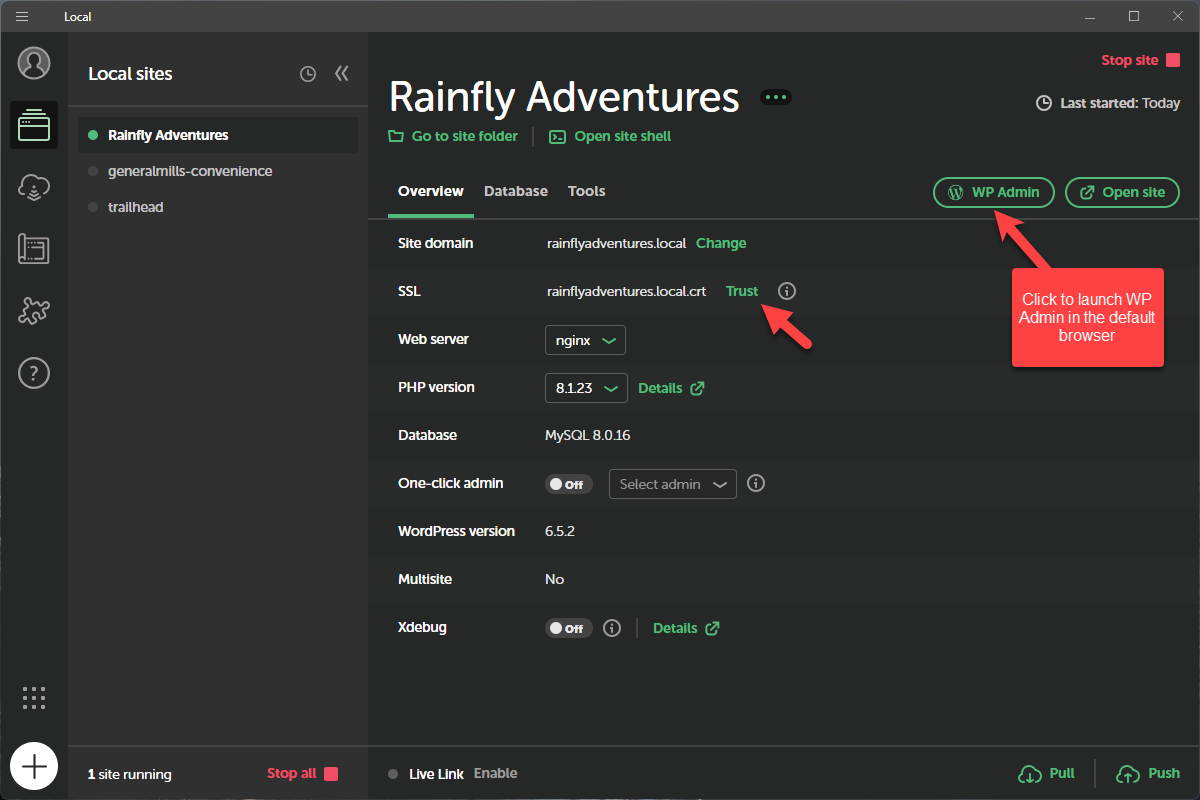 Local
Local sites
Rainfly Adventures
generalmills-convenience
trailhead
1 site running
Stop all
Stop site
Rainfly Adventures
Last started: Today
Go to site folder
Open site shell
Overview
Database
Tools
WP Admin
Open site
Site domain
rainflyadventures.local
Change
SSL
rainflyadventures.local.crt
Trust
Click to launch WP
Admin in the default
browser
Web server
nginx
PHP version
8.1.23
Details
Database
MySQL 8.0.16
One-click admin
Off
Select admin
WordPress version
6.5.2
Multisite
No
Xdebug
Off
Details
Live Link
Enable
Pull
Push